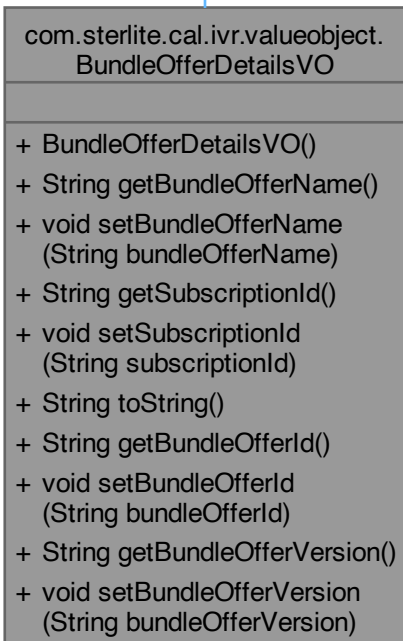 com.sterlite.cal.ivr.valueobject.
BundleOfferDetailsVO
+ BundleOfferDetailsVO()
+ String getBundleOfferName()
+ void setBundleOfferName
(String bundleOfferName)
+ String getSubscriptionId()
+ void setSubscriptionId
(String subscriptionId)
+ String toString()
+ String getBundleOfferId()
+ void setBundleOfferId
(String bundleOfferId)
+ String getBundleOfferVersion()
+ void setBundleOfferVersion
(String bundleOfferVersion)